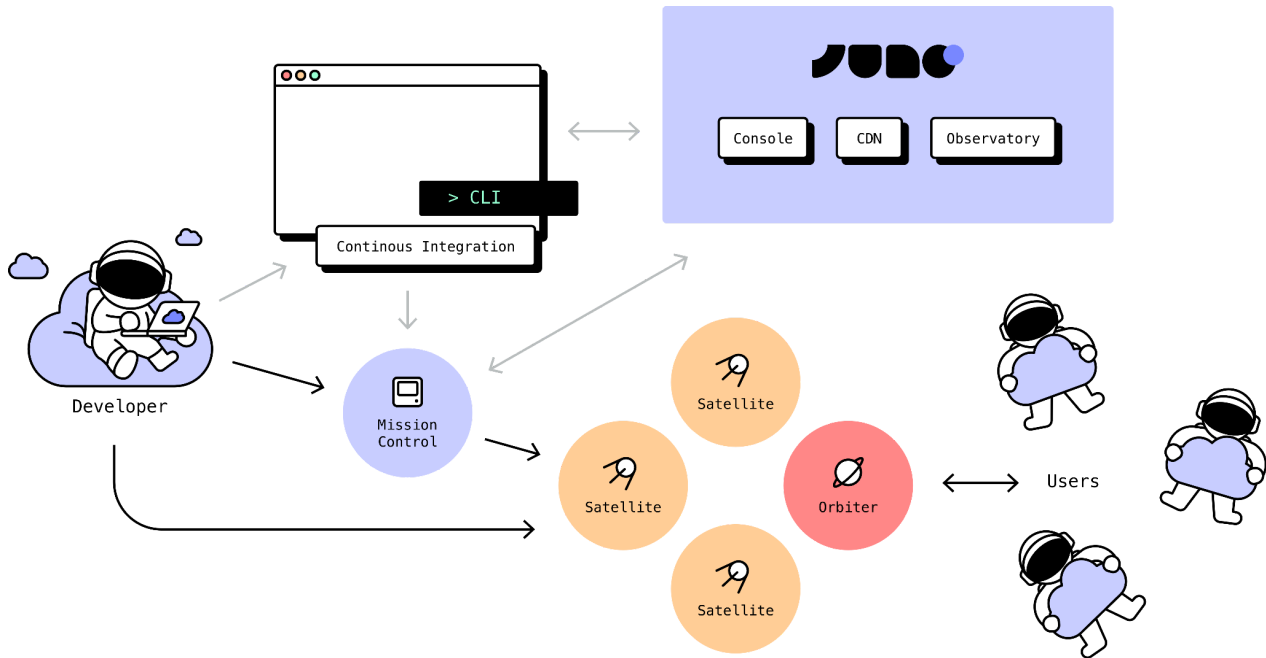 JUNO
Console
CDN
Observatory
> CLI
Continous Integration
Developer
Mission
Control
Satellite
Satellite
Orbiter
Satellite
Users